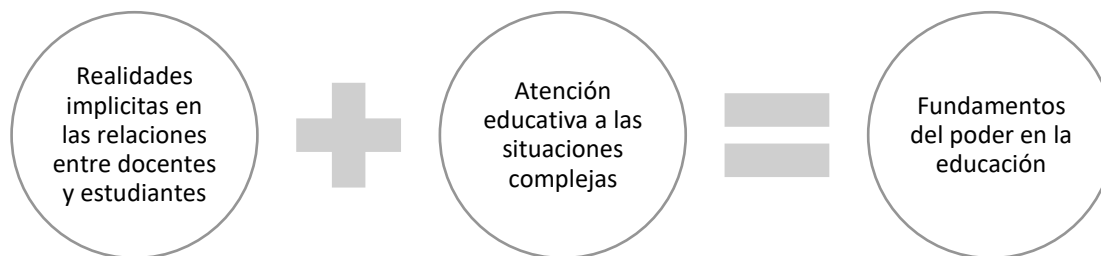 Realidades
implicitas en
las relaciones
entre docentes
y estudiantes
Atención
educativa a las
situaciones
complejas
Fundamentos
del poder en la
educación